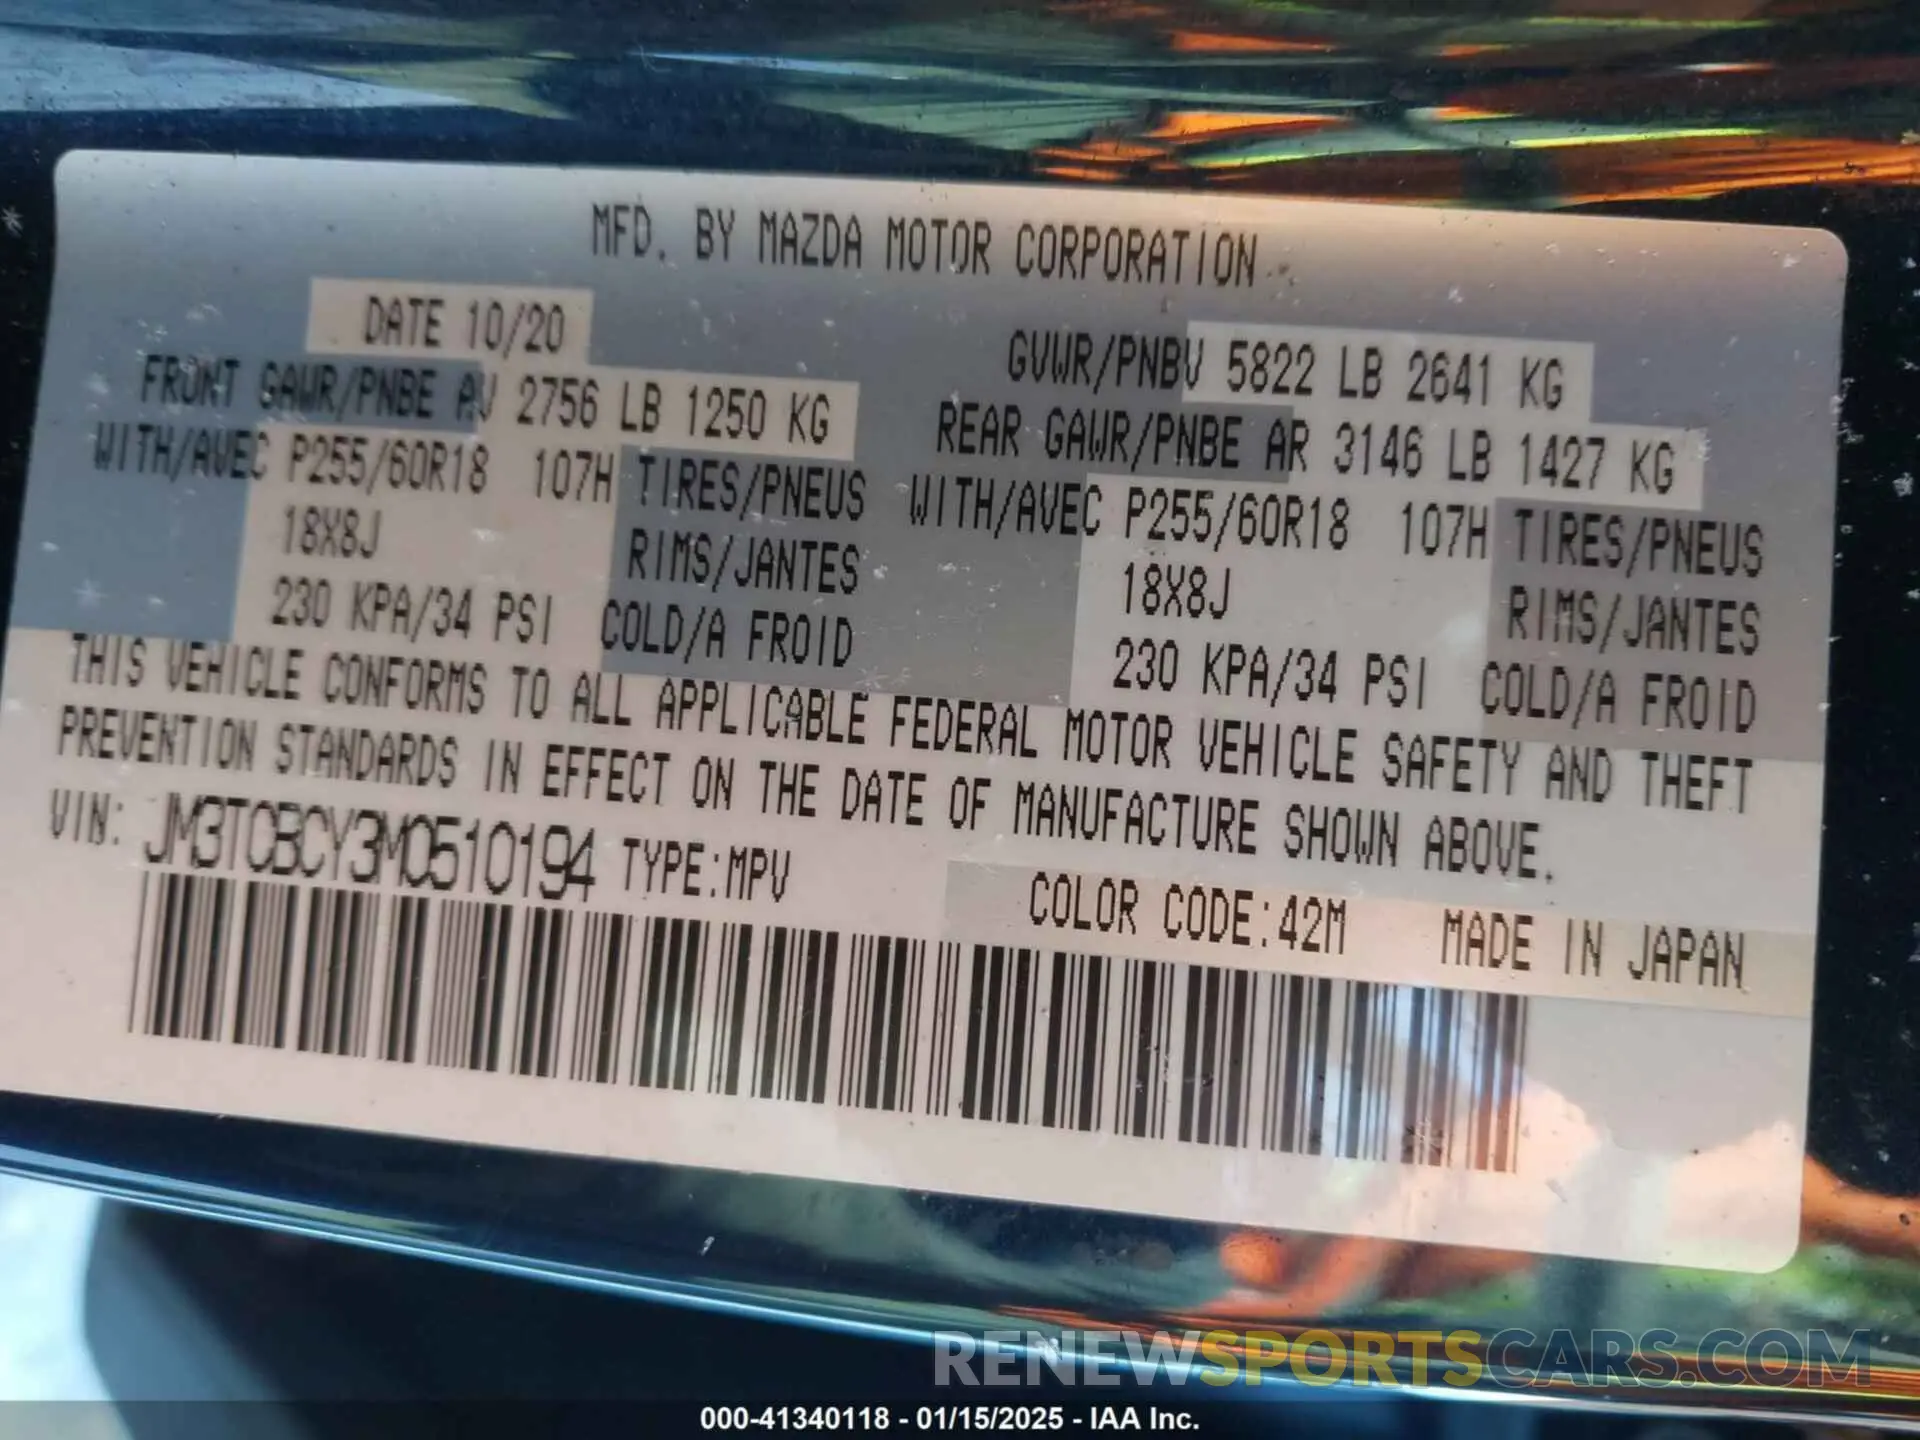 MFD. BY MAZDA MOTOR CORPORATION
DATE 10/20
GVWR/PNBV 5822 LB 2641 KG
FRONT GAWR/PNBE AV 2756 LB 1250 KG
REAR GAWR/PNBE AR 3146 LB 1427 KG
WITH/AVEC P255/60R18 107H TIRES/PNEUS
WITH/AVEC P255/60R18 107H TIRES/PNEUS
18X8J RIMS/JANTES
18X8J RIMS/JANTES
230 KPA/34 PSI COLD/A FROID
230 KPA/34 PSI COLD/A FROID
THIS VEHICLE CONFORMS TO ALL APPLICABLE FEDERAL MOTOR VEHICLE SAFETY AND THEFT
PREVENTION STANDARDS IN EFFECT ON THE DATE OF MANUFACTURE SHOWN ABOVE.
VIN: JM3TCBCY3M0510194 TYPE:MPV
COLOR CODE:42M MADE IN JAPAN
RENEWSPORTSCARS.COM
000-41340118 - 01/15/2025 - IAA Inc.